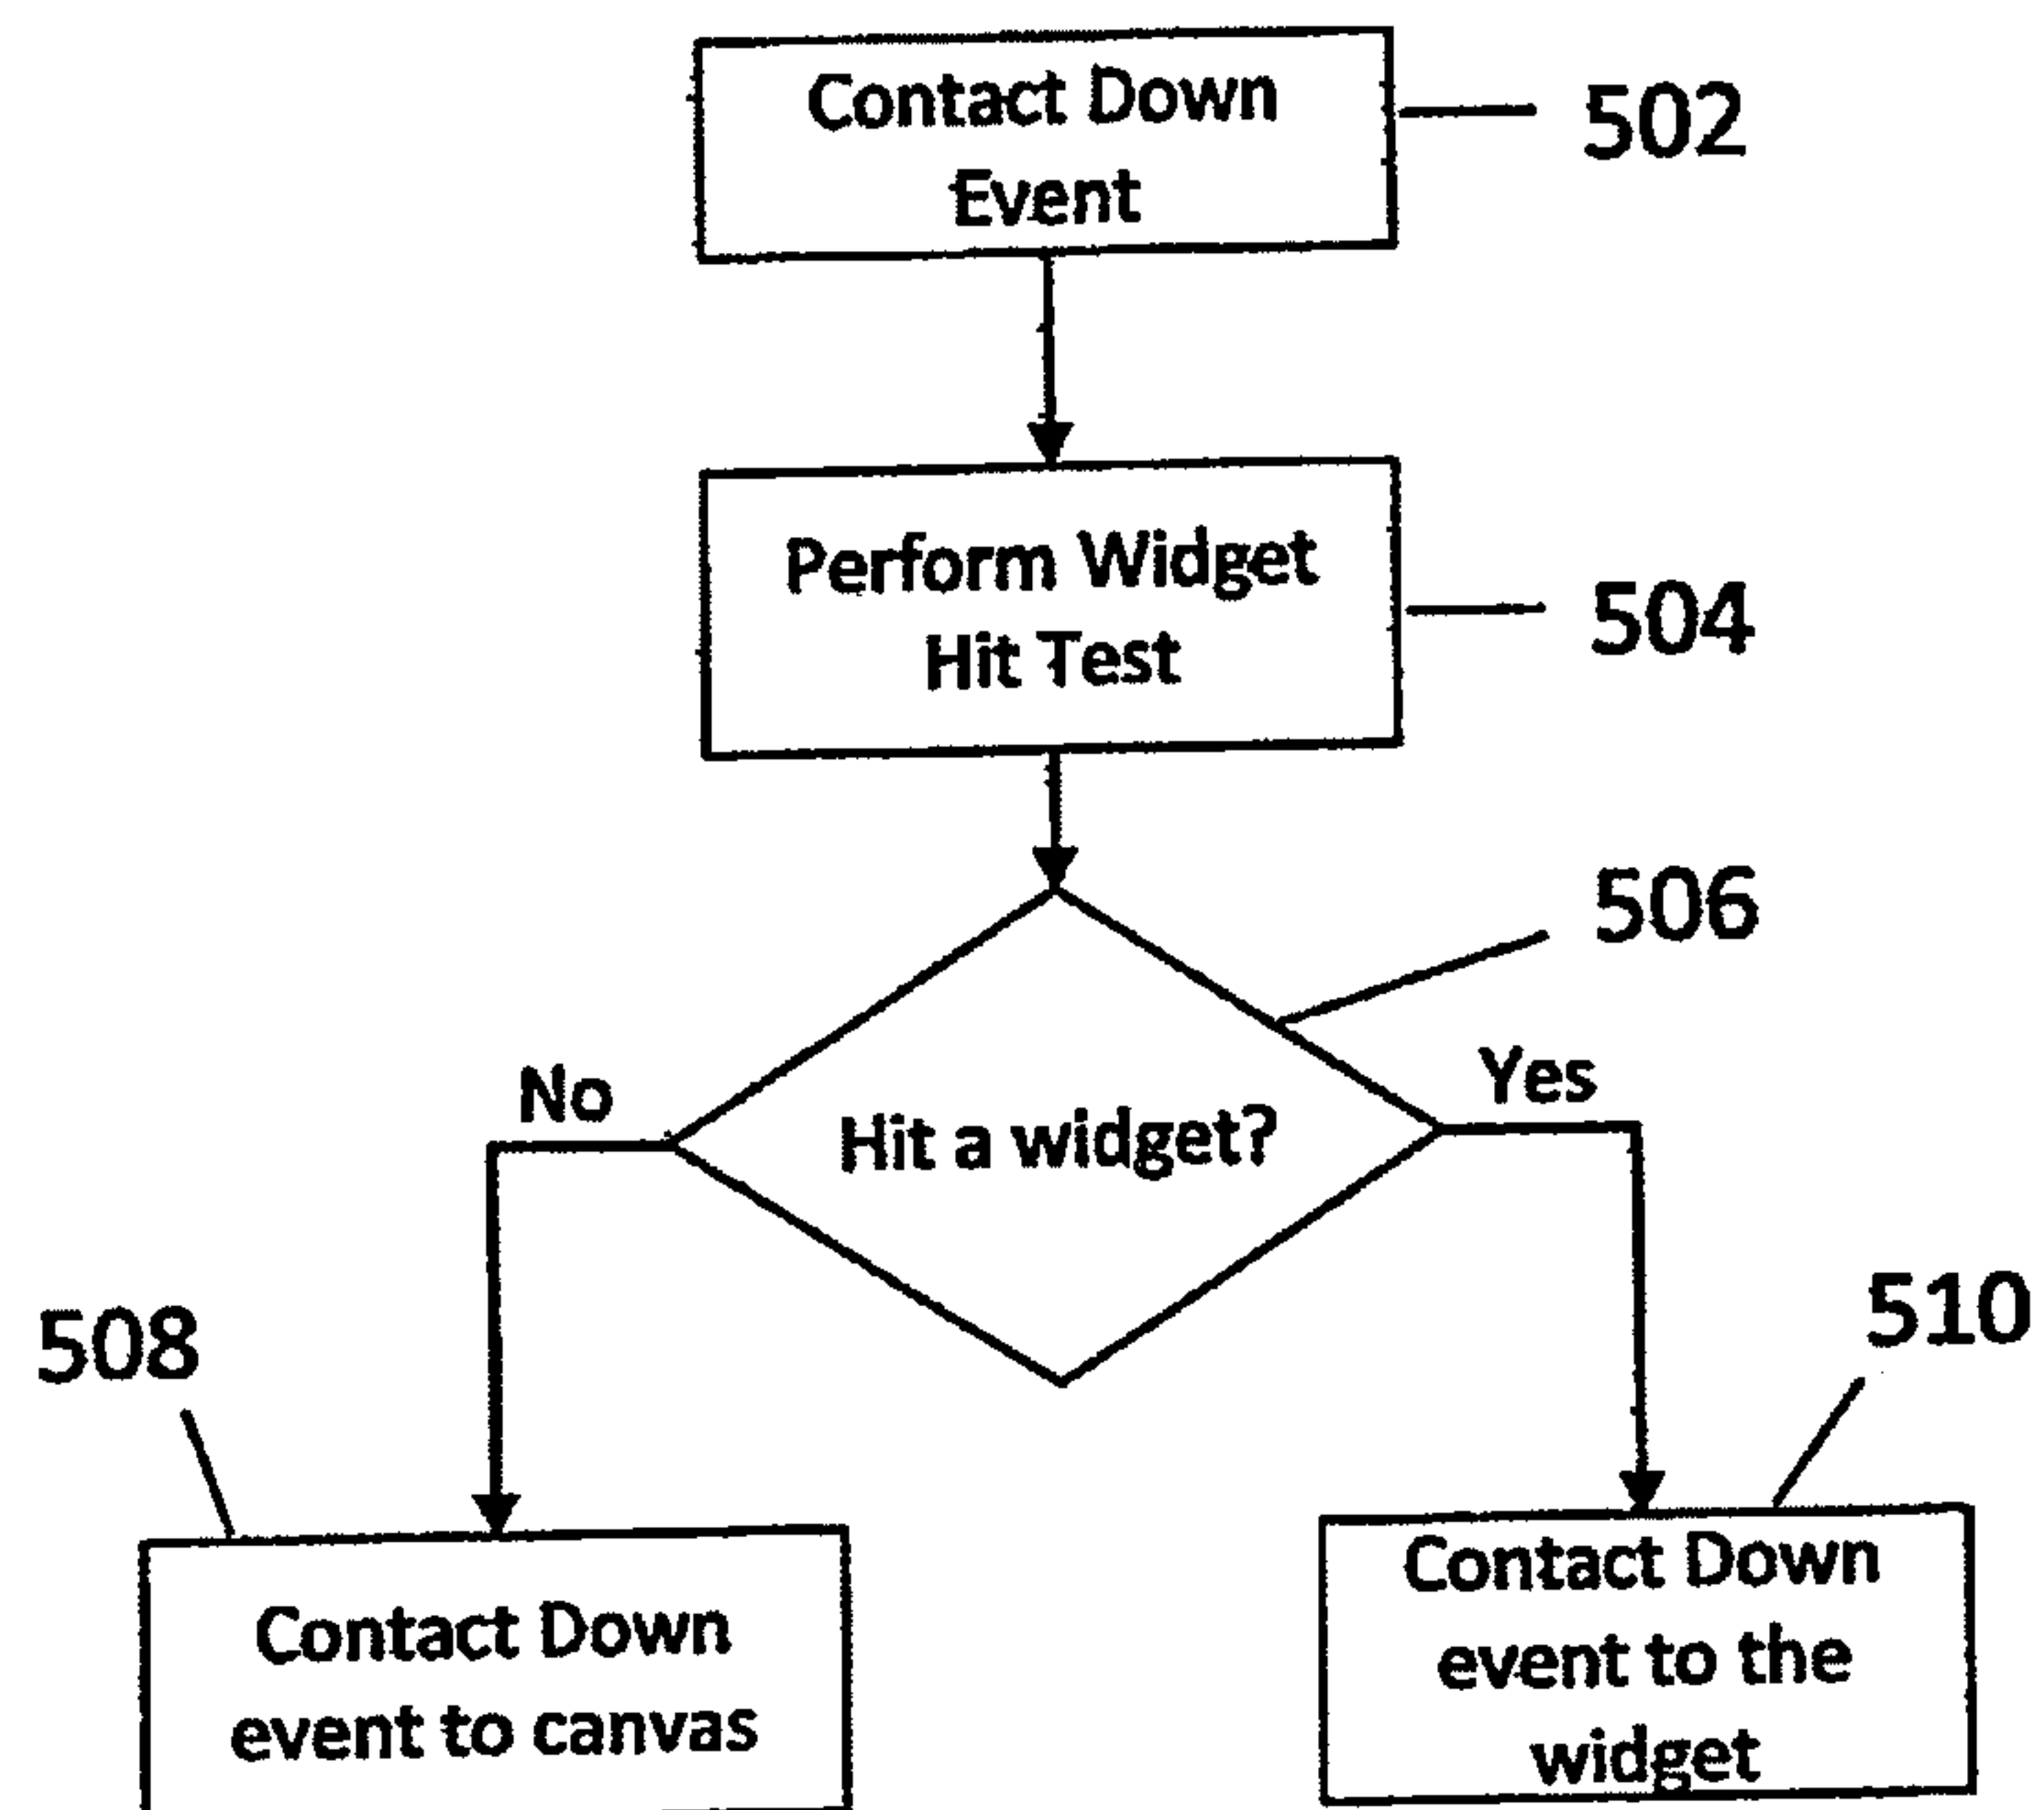 Contact Down
Event
502
Perform Widget
Hit Test
504
506
No
Hit a widget?
Yes
508
510
Contact Down
event to canvas
Contact Down
event to the
widget